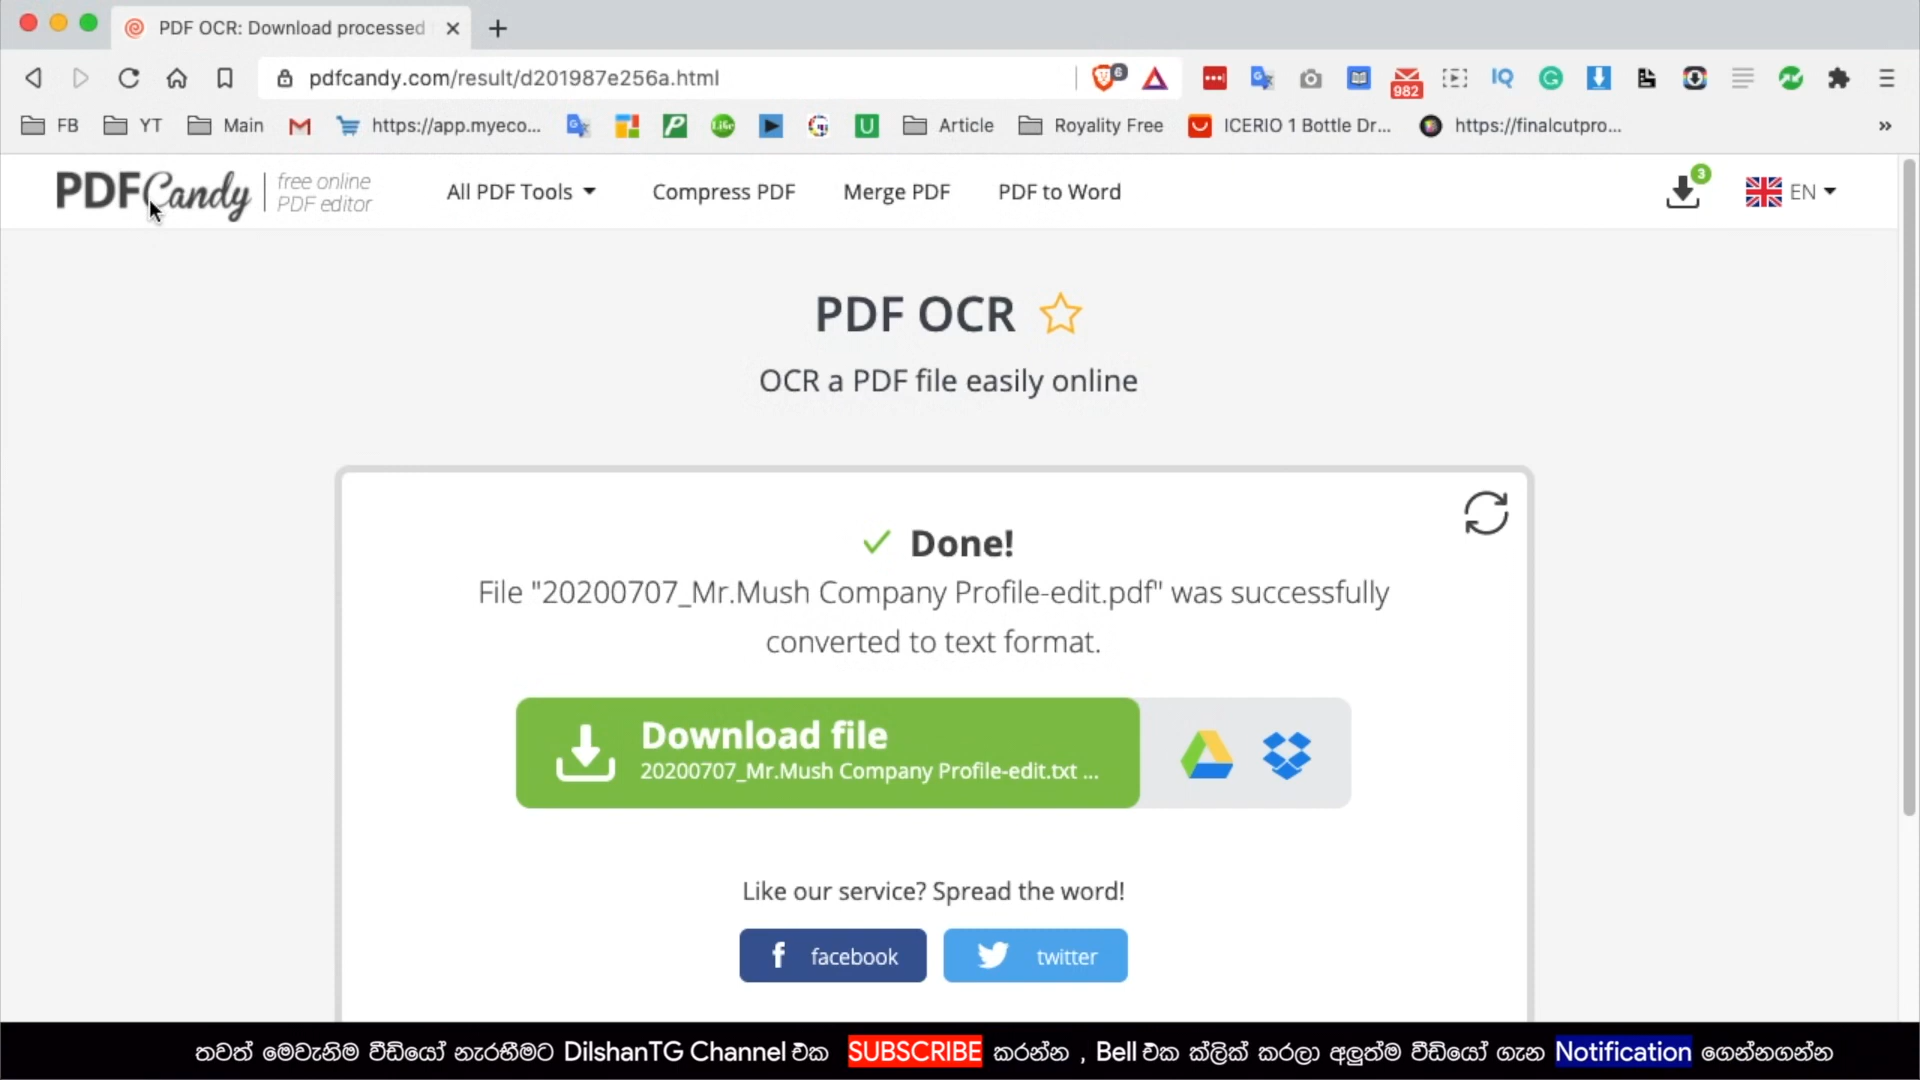 PDF OCR: Download processed
pdfcandy.com/result/d201987e256a.html
6
982
IQ
FB YT Main https://app.myeco... Article Royality Free ICERIO 1 Bottle Dr... https://finalcutpro... »
PDFCandy free online PDF editor All PDF Tools Compress PDF Merge PDF PDF to Word 3 EN
PDF OCR
OCR a PDF file easily online
Done!
File "20200707_Mr.Mush Company Profile-edit.pdf" was successfully
converted to text format.
Download file
20200707_Mr.Mush Company Profile-edit.txt ...
Like our service? Spread the word!
facebook twitter
තවත් මෙවැනිම වීඩියෝ නැරඹීමට DilshanTG Channel එක SUBSCRIBE කරන්න , Bell එක ක්ලික් කරලා අලුත්ම වීඩියෝ ගැන Notification ගෙන්නගන්න